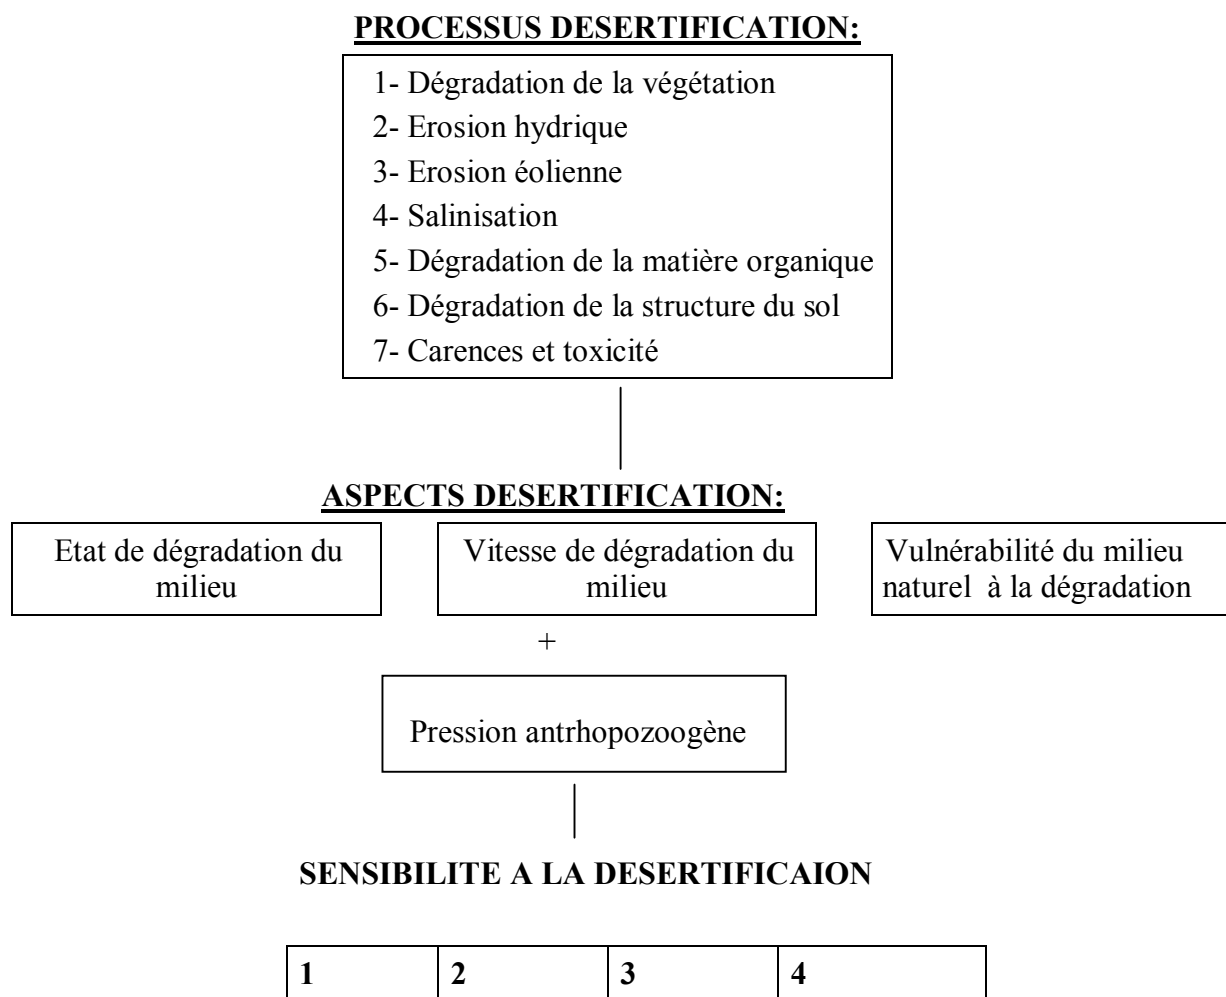 PROCESSUS DESERTIFICATION:
1- Dégradation de la végétation
2- Erosion hydrique
3- Erosion éolienne
4- Salinisation
5- Dégradation de la matière organique
6- Dégradation de la structure du sol
7- Carences et toxicité
ASPECTS DESERTIFICATION:
Etat de dégradation du
milieu
Vitesse de dégradation du
milieu
Vulnérabilité du milieu
naturel à la dégradation
+
Pression antrhopozoogène
SENSIBILITE A LA DESERTIFICAION
1 2 3 4